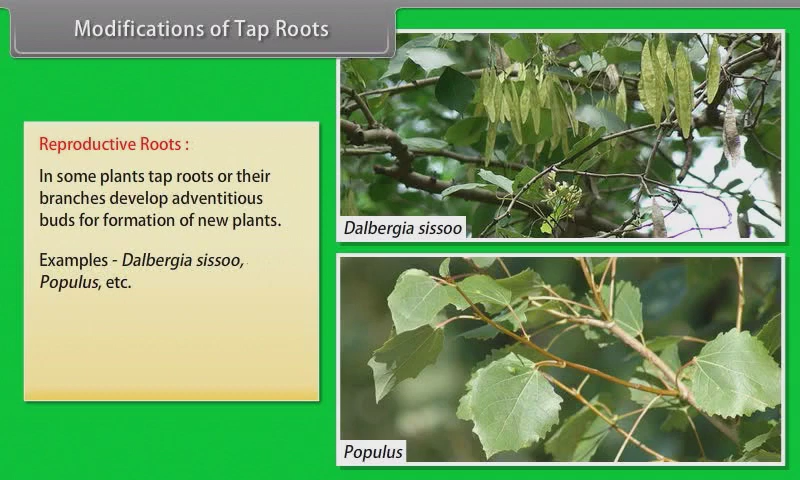 Modifications of Tap Roots
Reproductive Roots :
In some plants tap roots or their
branches develop adventitious
buds for formation of new plants.
Examples - Dalbergia sissoo,
Populus, etc.
Dalbergia sissoo
Populus